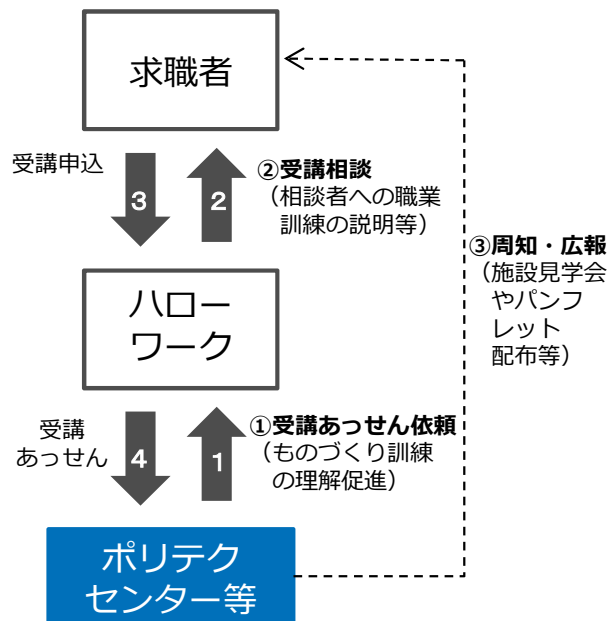 求職者
受講申込
3
2
②受講相談
（相談者への職業
訓練の説明等）
③周知・広報
（施設見学会
やパンフ
レット
配布等）
ハロー
ワーク
受講
あっせん
4
1
①受講あっせん依頼
（ものづくり訓練
の理解促進）
ポリテク
センター等